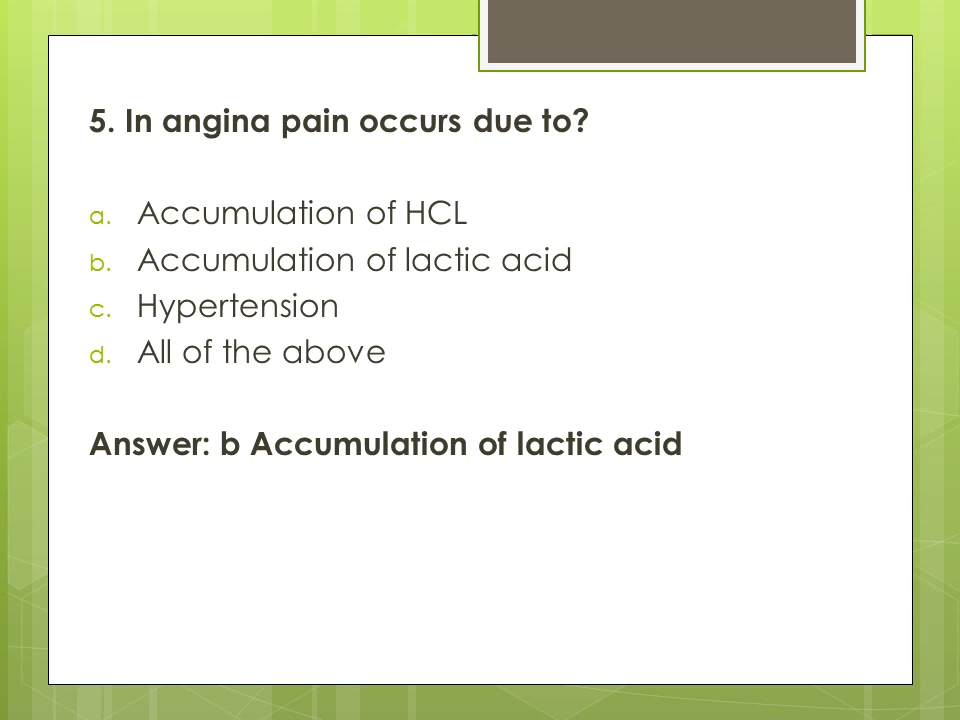 5. In angina pain occurs due to?
a. Accumulation of HCL
b. Accumulation of lactic acid
c. Hypertension
d. All of the above
Answer: b Accumulation of lactic acid